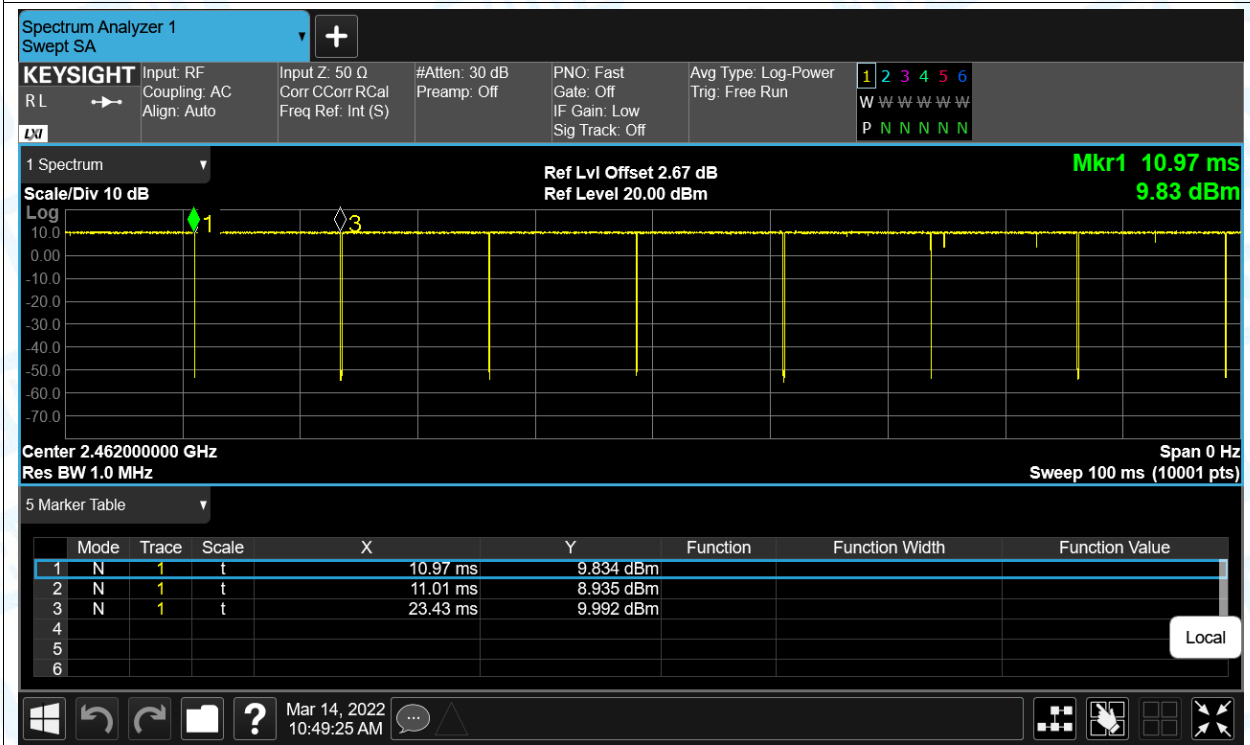 Spectrum Analyzer 1
Swept SA
KEYSIGHT
R L
LXI
Input: RF
Coupling: AC
Align: Auto
Input Z: 50 Ω
Corr CCorr RCal
Freq Ref: Int (S)
#Atten: 30 dB
Preamp: Off
PNO: Fast
Gate: Off
IF Gain: Low
Sig Track: Off
Avg Type: Log-Power
Trig: Free Run
1 2 3 4 5 6
W W W W W W
P N N N N N
1 Spectrum
Scale/Div 10 dB
Ref Lvl Offset 2.67 dB
Ref Level 20.00 dBm
Mkr1 10.97 ms
9.83 dBm
Log
1
3
10.0
0.00
-10.0
-20.0
-30.0
-40.0
-50.0
-60.0
-70.0
Center 2.462000000 GHz
Span 0 Hz
Res BW 1.0 MHz
Sweep 100 ms (10001 pts)
5 Marker Table
Mode Trace Scale X Y Function Function Width Function Value
1 N 1 t 10.97 ms 9.834 dBm
2 N 1 t 11.01 ms 8.935 dBm
3 N 1 t 23.43 ms 9.992 dBm
4
5
6
Local
?
Mar 14, 2022
10:49:25 AM